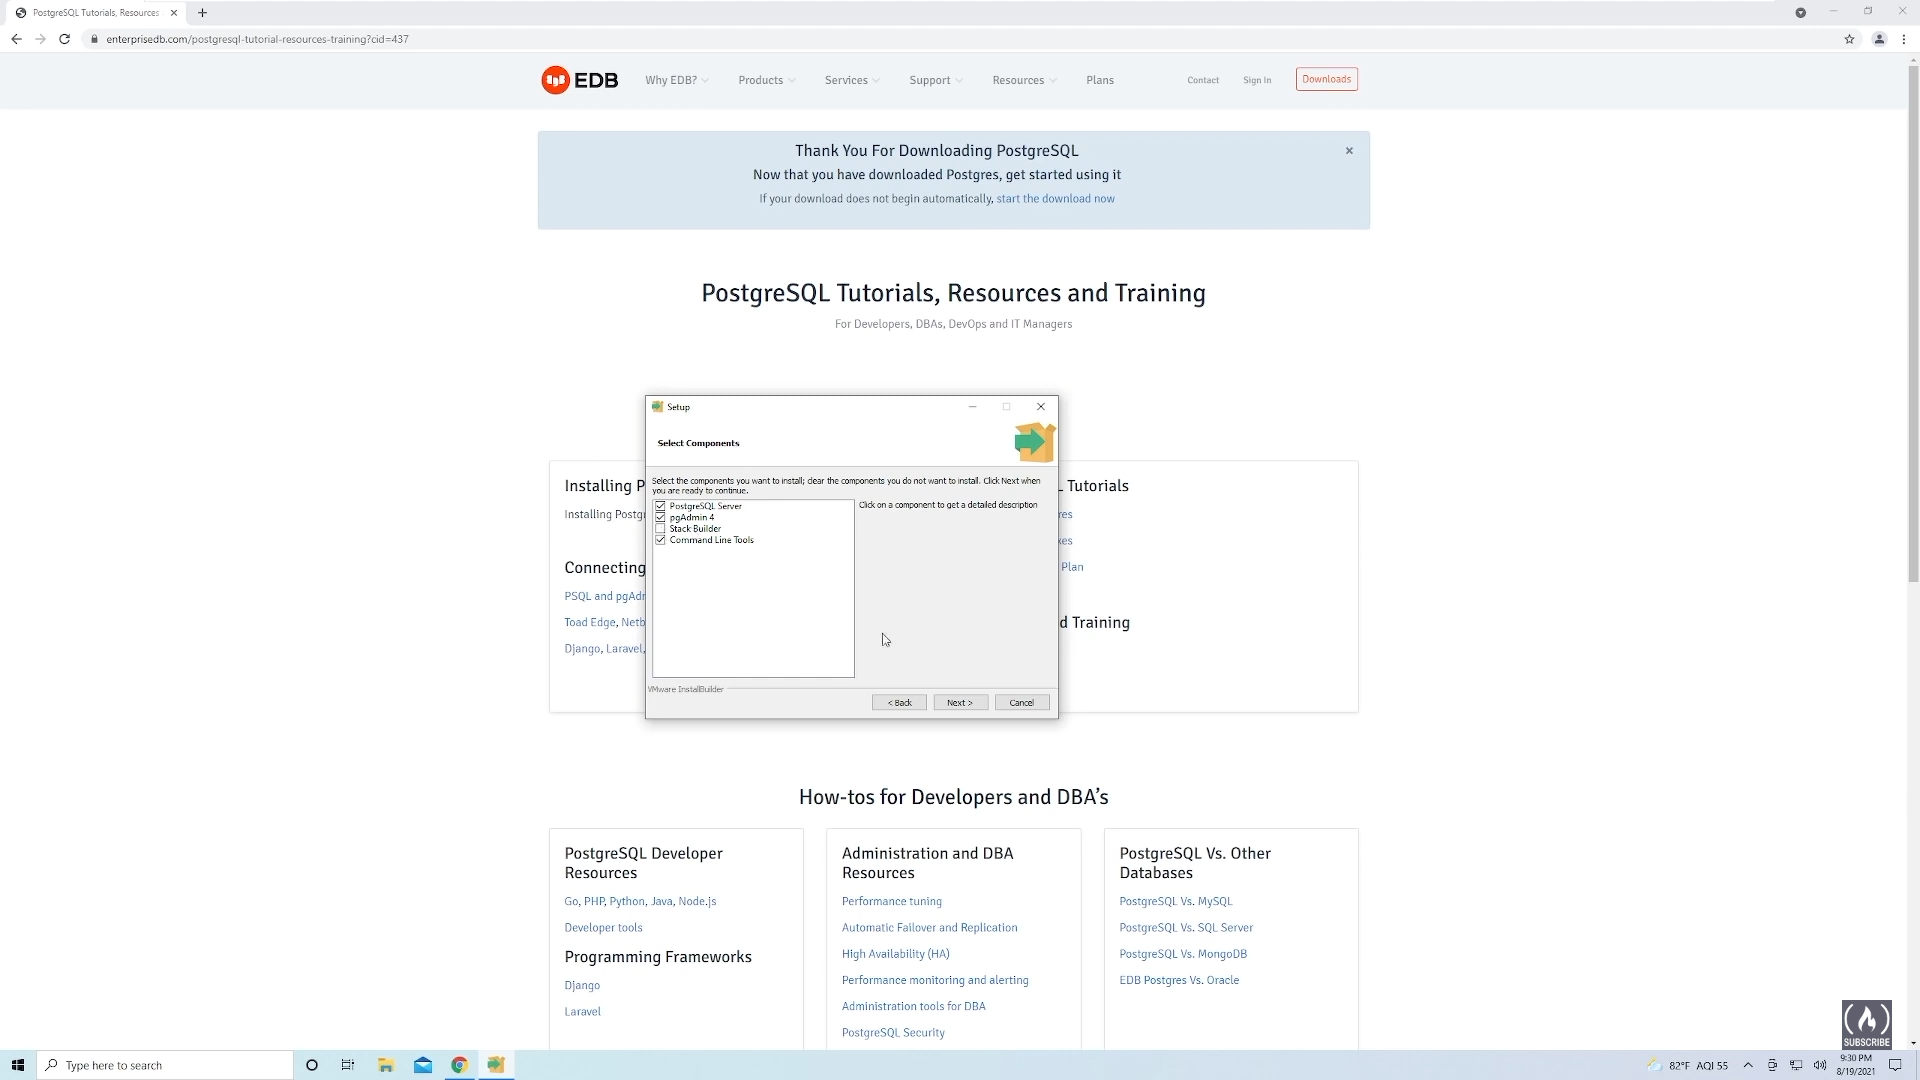 PostgreSQL Tutorials, Resources
enterprisedb.com/postgresql-tutorial-resources-training?cid=437
EDB
Why EDB?
Products
Services
Support
Resources
Plans
Contact
Sign In
Downloads
Thank You For Downloading PostgreSQL
Now that you have downloaded Postgres, get started using it
If your download does not begin automatically, start the download now
PostgreSQL Tutorials, Resources and Training
For Developers, DBAs, DevOps and IT Managers
Setup
Select Components
Select the components you want to install; clear the components you do not want to install. Click Next when
you are ready to continue.
PostgreSQL Server
pgAdmin 4
Stack Builder
Command Line Tools
Click on a component to get a detailed description
VMware InstallBuilder
< Back
Next >
Cancel
Installing P
Installing Postg
Connecting
PSQL and pgAdr
Toad Edge, Netb
Django, Laravel,
L Tutorials
res
xes
Plan
d Training
How-tos for Developers and DBA's
PostgreSQL Developer
Resources
Go, PHP, Python, Java, Node.js
Developer tools
Programming Frameworks
Django
Laravel
Administration and DBA
Resources
Performance tuning
Automatic Failover and Replication
High Availability (HA)
Performance monitoring and alerting
Administration tools for DBA
PostgreSQL Security
PostgreSQL Vs. Other
Databases
PostgreSQL Vs. MySQL
PostgreSQL Vs. SQL Server
PostgreSQL Vs. MongoDB
EDB Postgres Vs. Oracle
SUBSCRIBE
Type here to search
82°F AQI 55
9:30 PM
8/19/2021